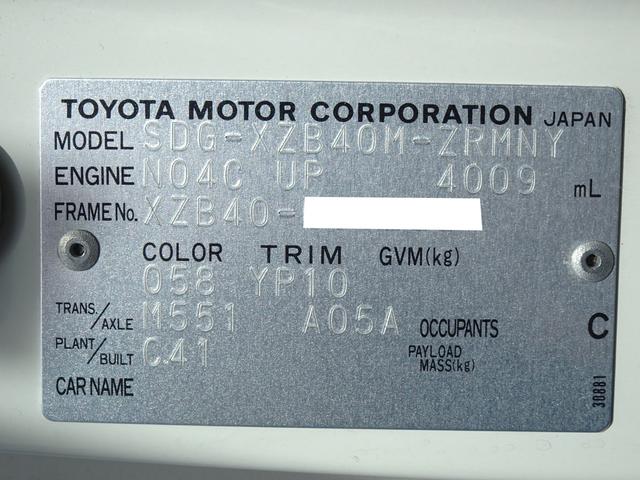 TOYOTA MOTOR CORPORATION JAPAN
MODEL SDG-XZB40M-ZRMNY
ENGINE N04C UP 4009 mL
FRAME No. XZB40-
COLOR TRIM GVM(kg)
058 YP10
TRANS./AXLE M551 A05A OCCUPANTS C
PLANT/BUILT C41 PAYLOAD MASS(kg)
CAR NAME
30881